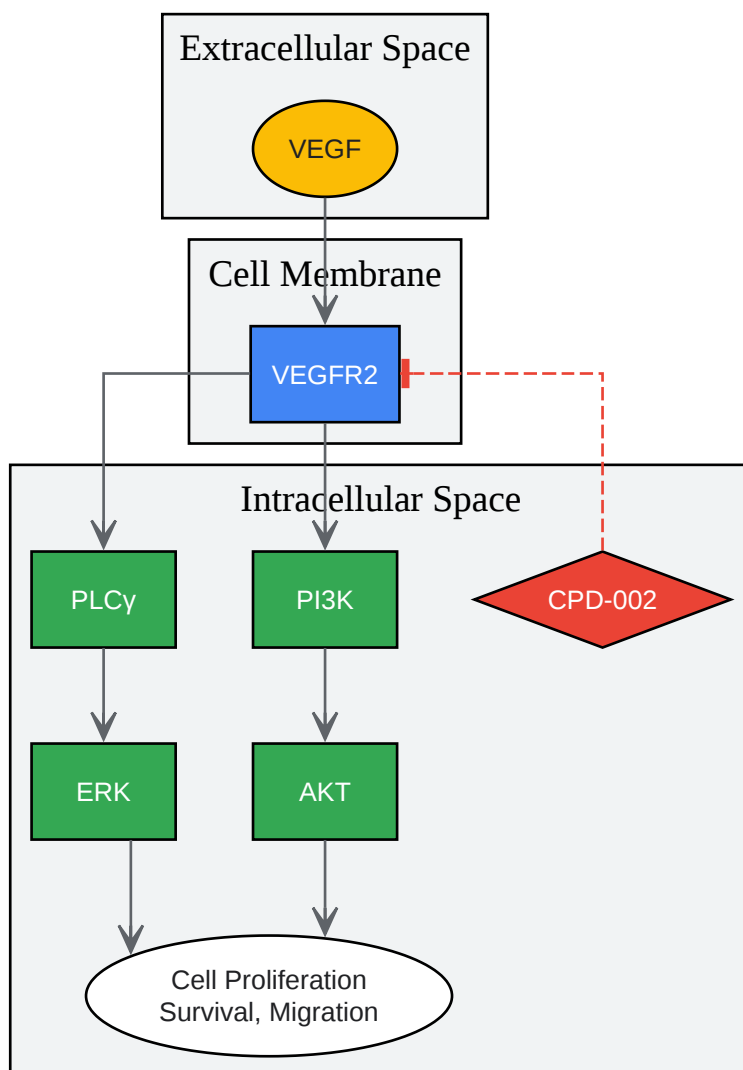 Extracellular Space
VEGF
Cell Membrane
VEGFR2
Intracellular Space
PLCγ
PI3K
CPD-002
ERK
AKT
Cell Proliferation
Survival, Migration